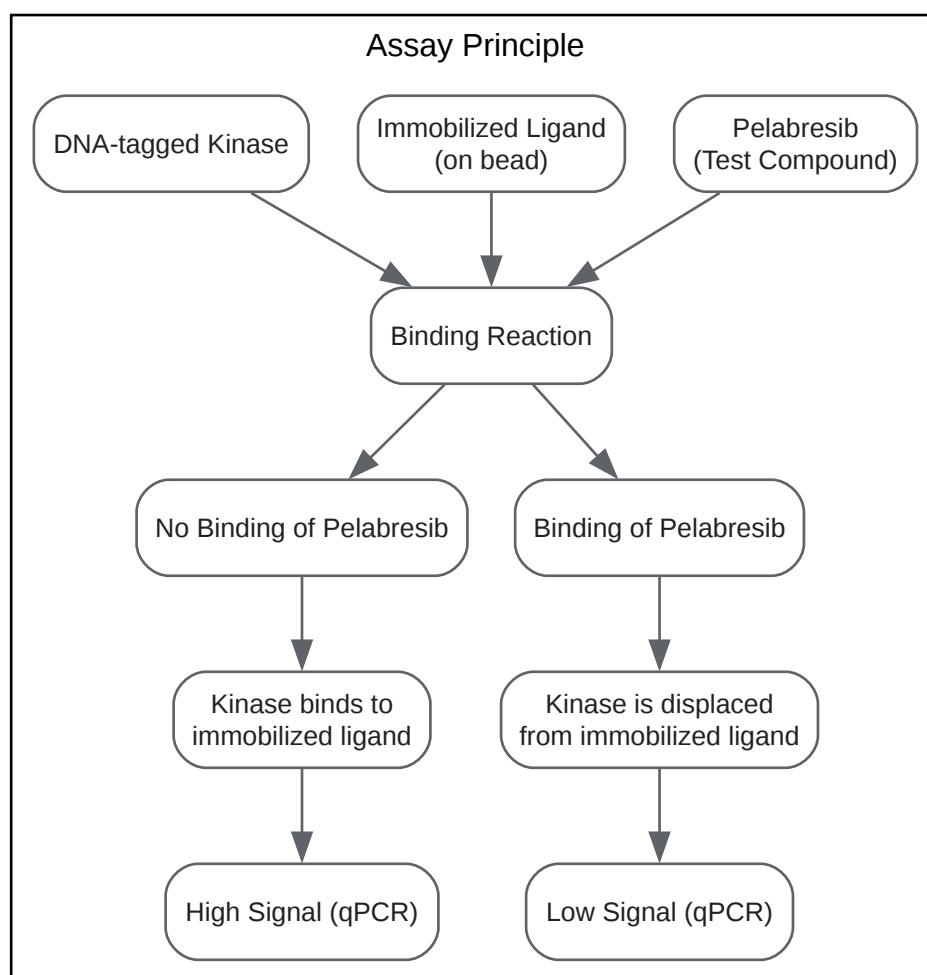 Assay Principle
DNA-tagged Kinase
Immobilized Ligand
(on bead)
Pelabresib
(Test Compound)
Binding Reaction
No Binding of Pelabresib
Binding of Pelabresib
Kinase binds to
immobilized ligand
Kinase is displaced
from immobilized ligand
High Signal (qPCR)
Low Signal (qPCR)